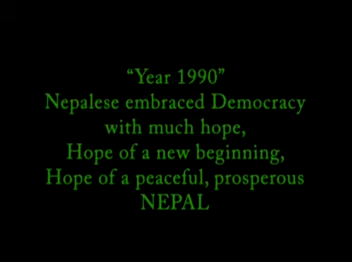 “Year 1990”
Nepalese embraced Democracy
with much hope,
Hope of a new beginning,
Hope of a peaceful, prosperous
NEPAL